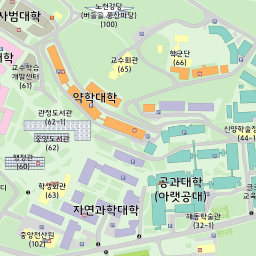 사범대학
노천강당
(버들골 풍산마당)
(100)
교수회관
(65)
학군단
(66)
교수학습
개발센터
(61)
약학대학
관정도서관
(62-1)
중앙도서관
(62)
행정관
(60)
신양학술정
(44-1)
공과대학
(아랫공대)
학생회관
(63)
자연과학대학
해동학술관
(32-1)
중앙전산원
(102)
교육